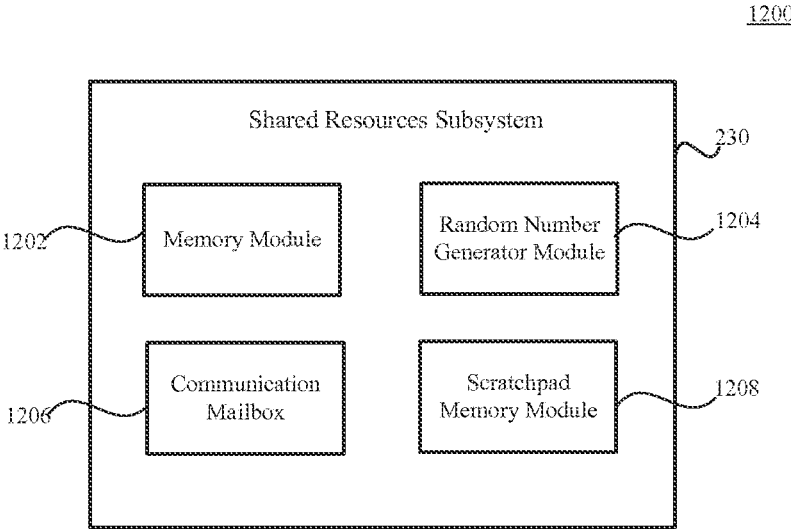 1200
Shared Resources Subsystem
230
1202
Memory Module
Random Number
Generator Module
1204
1206
Communication
Mailbox
Scratchpad
Memory Module
1208